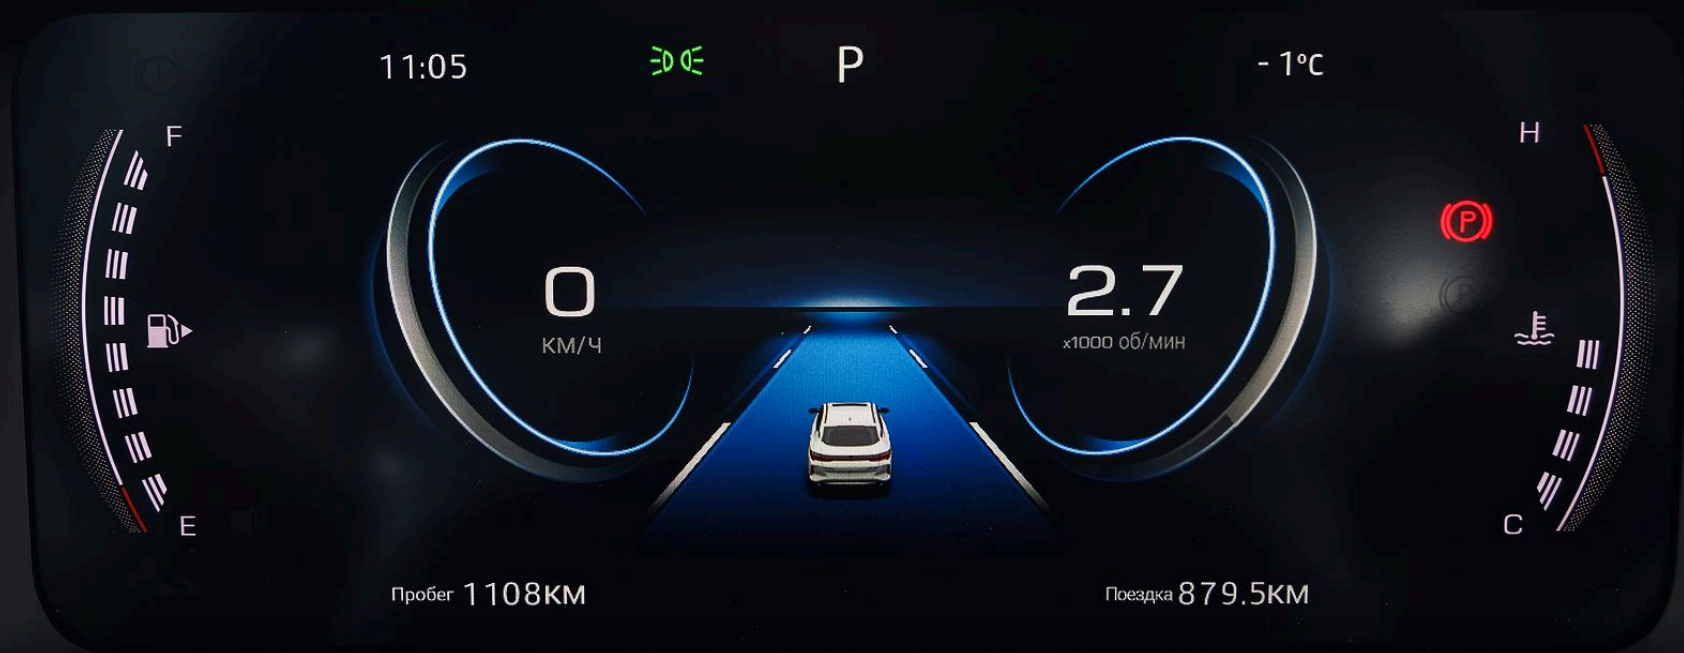 11:05
P
- 1°C
F
H
P
0
2.7
КМ/Ч
x1000 об/мин
E
C
Пробег 1108КМ
Поездка 879.5КМ